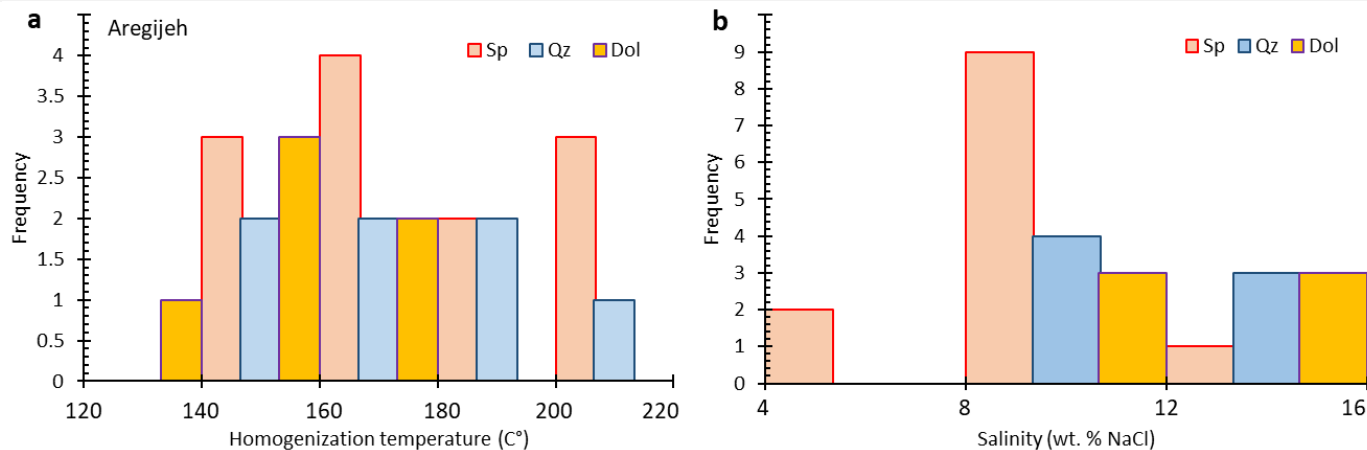 a
Aregijeh
Sp Qz Dol
4
3.5
3
2.5
2
1.5
1
0.5
0
Frequency
120 140 160 180 200 220
Homogenization temperature (C°)
b
Sp Qz Dol
9
8
7
6
5
4
3
2
1
0
Frequency
4 8 12 16
Salinity (wt. % NaCl)